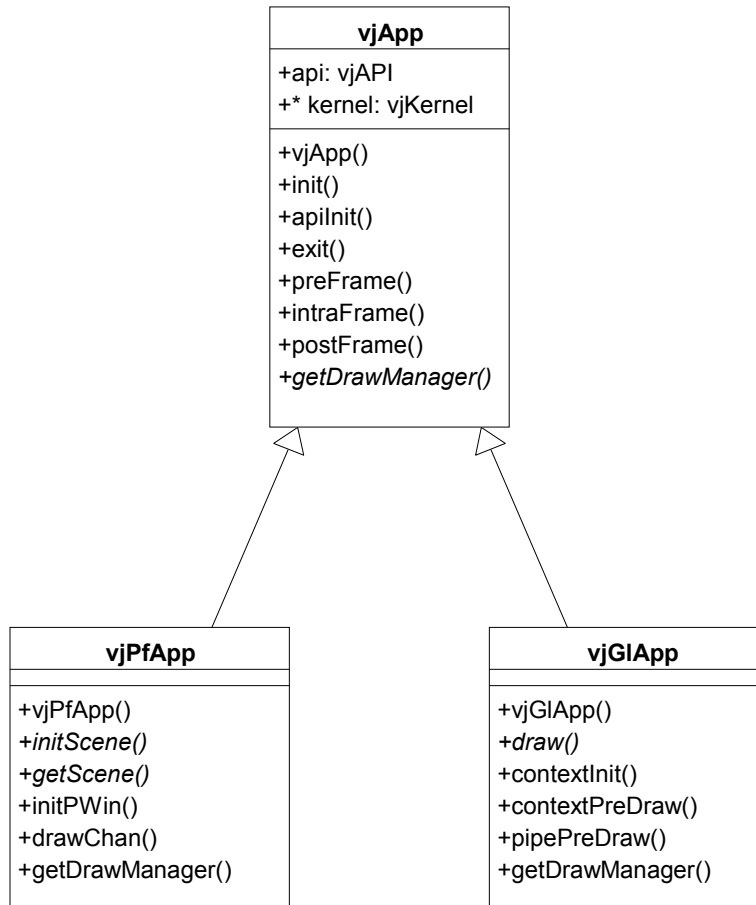 vjApp
+api: vjAPI
+* kernel: vjKernel
+vjApp()
+init()
+apiInit()
+exit()
+preFrame()
+intraFrame()
+postFrame()
+getDrawManager()
vjPfApp
+vjPfApp()
+initScene()
+getScene()
+initPWin()
+drawChan()
+getDrawManager()
vjGlApp
+vjGlApp()
+draw()
+contextInit()
+contextPreDraw()
+pipePreDraw()
+getDrawManager()